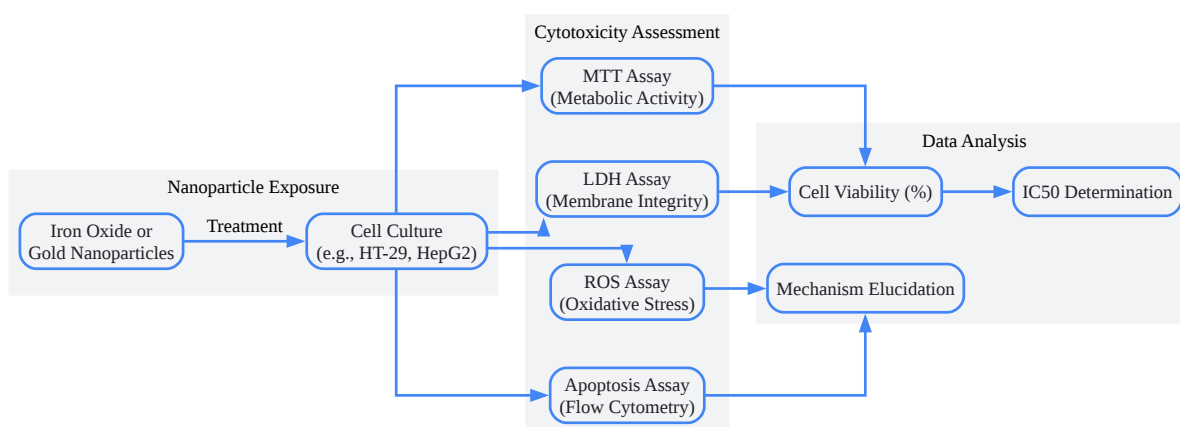 Cytotoxicity Assessment
MTT Assay
(Metabolic Activity)
Data Analysis
Nanoparticle Exposure
LDH Assay
(Membrane Integrity)
Cell Viability (%)
IC50 Determination
Iron Oxide or
Gold Nanoparticles
Treatment
Cell Culture
(e.g., HT-29, HepG2)
ROS Assay
(Oxidative Stress)
Mechanism Elucidation
Apoptosis Assay
(Flow Cytometry)